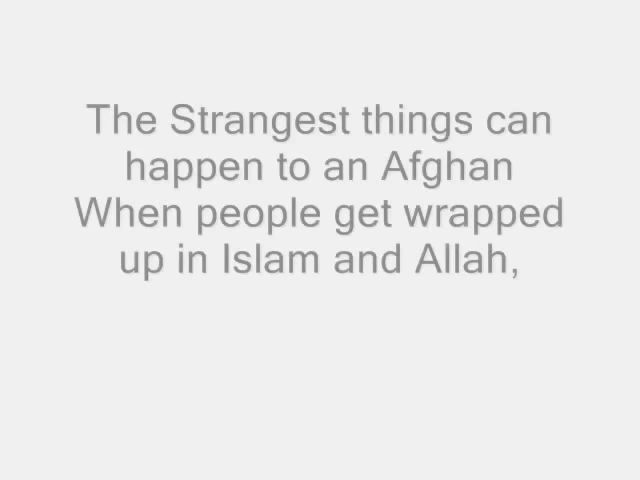 The Strangest things can
happen to an Afghan
When people get wrapped
up in Islam and Allah,